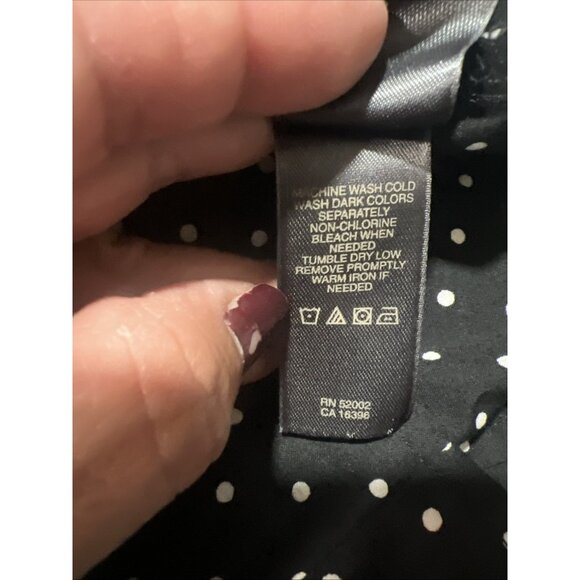 MACHINE WASH COLD
WASH DARK COLORS
SEPARATELY
NON-CHLORINE
BLEACH WHEN
NEEDED
TUMBLE DRY LOW
REMOVE PROMPTLY
WARM IRON IF
NEEDED
RN 52002
CA 16396